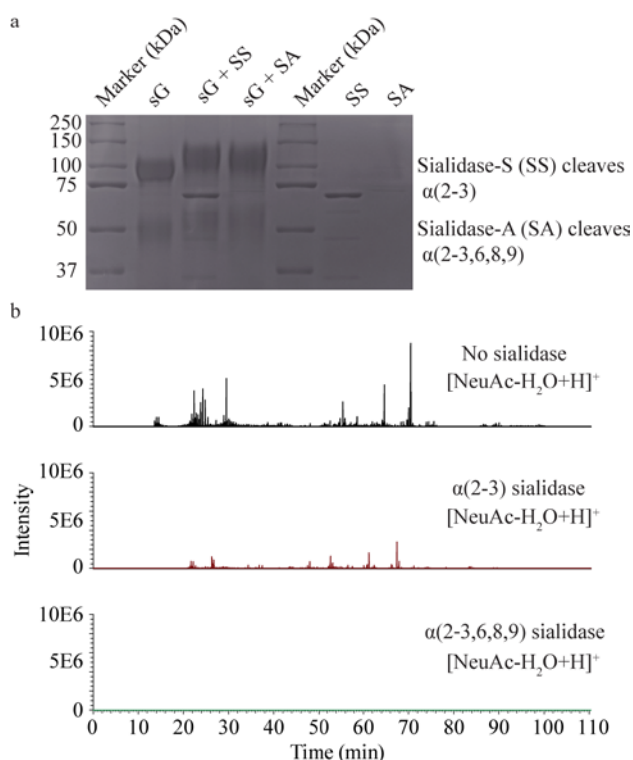 a
Marker (kDa)
sG
sG + SS
sG + SA
Marker (kDa)
SS
SA
250
150
100
75
50
37
Sialidase-S (SS) cleaves
α(2-3)
Sialidase-A (SA) cleaves
α(2-3,6,8,9)
b
10E6
5E6
0
No sialidase
[NeuAc-H₂O+H]⁺
10E6
5E6
0
α(2-3) sialidase
[NeuAc-H₂O+H]⁺
10E6
5E6
0
α(2-3,6,8,9) sialidase
[NeuAc-H₂O+H]⁺
Intensity
0 10 20 30 40 50 60 70 80 90 100 110
Time (min)